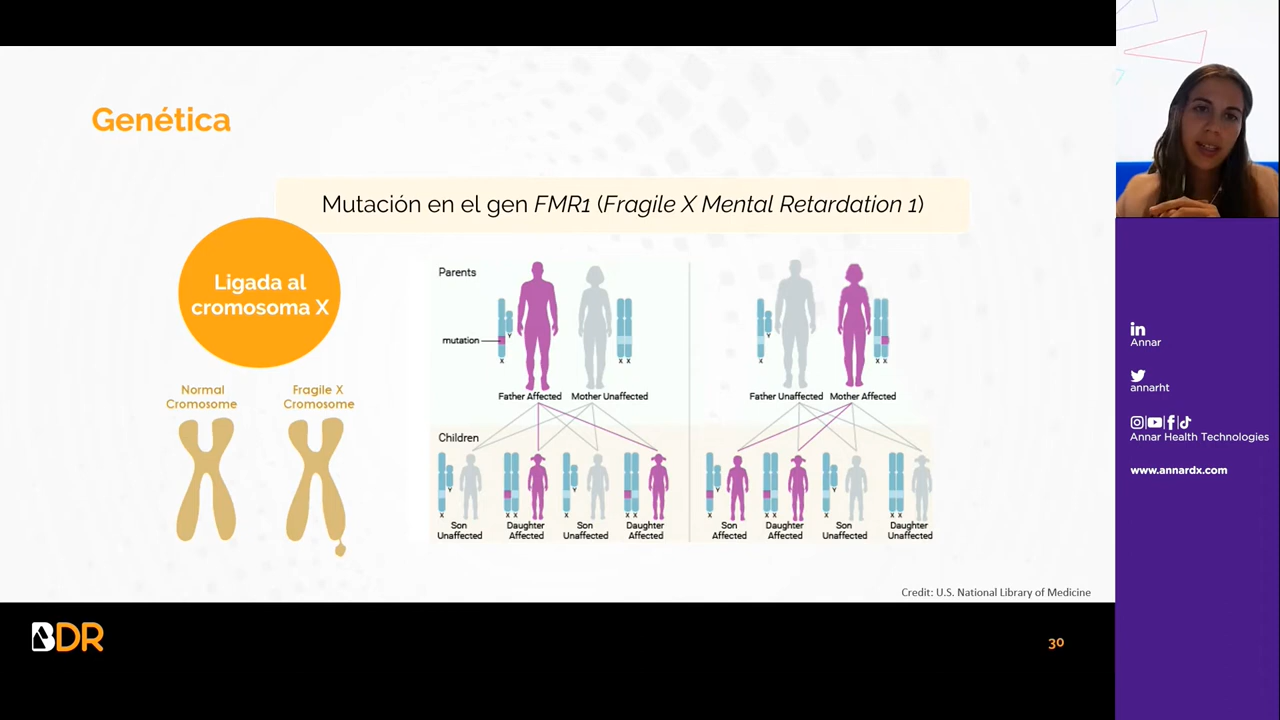 Genética
Mutación en el gen FMR1 (Fragile X Mental Retardation 1)
Ligada al
cromosoma X
Normal
Chromosome
Fragile X
Chromosome
Parents
mutation
X
Y
X X
X
Y
X X
Father Affected
Mother Unaffected
Father Unaffected
Mother Affected
Children
X
Y
X X
X
Y
X X
X
Y
X X
X
Y
X X
Son
Unaffected
Daughter
Affected
Son
Unaffected
Daughter
Affected
Son
Affected
Daughter
Affected
Son
Unaffected
Daughter
Unaffected
Credit: U.S. National Library of Medicine
BDR
30
in
Annar
annarht
Annar Health Technologies
www.annardx.com